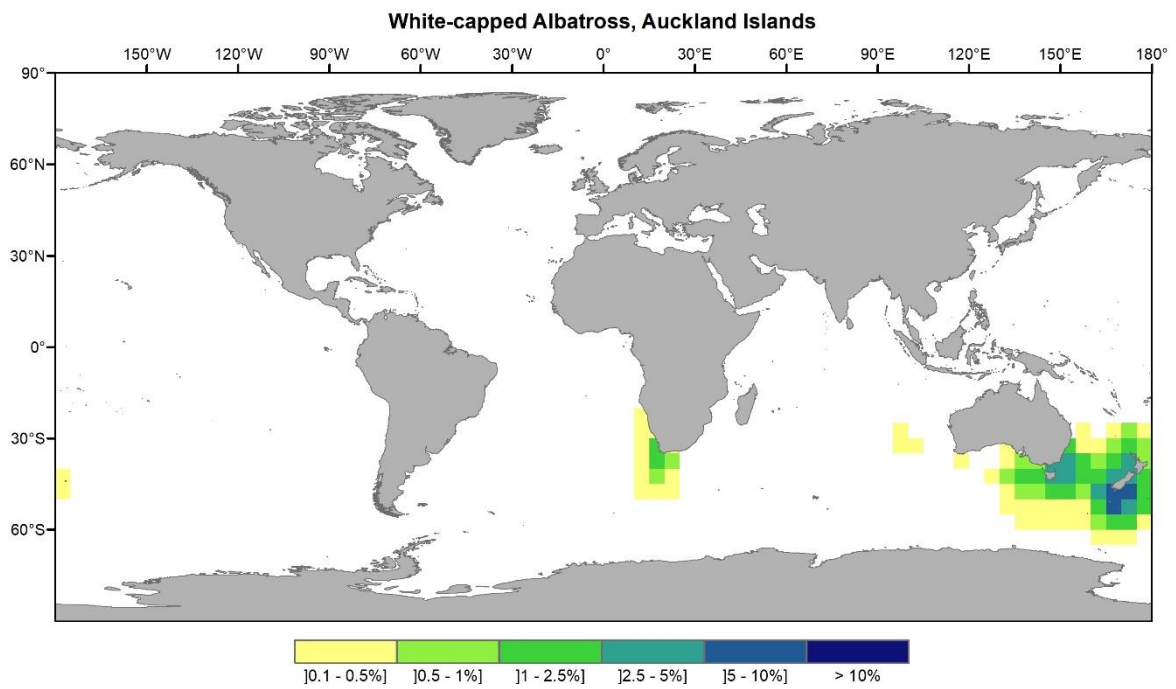 White-capped Albatross, Auckland Islands
150°W 120°W 90°W 60°W 30°W 0° 30°E 60°E 90°E 120°E 150°E 180°
90°
60°N
30°N
0°
30°S
60°S
]0.1 - 0.5%] ]0.5 - 1%] ]1 - 2.5%] ]2.5 - 5%] ]5 - 10%] > 10%